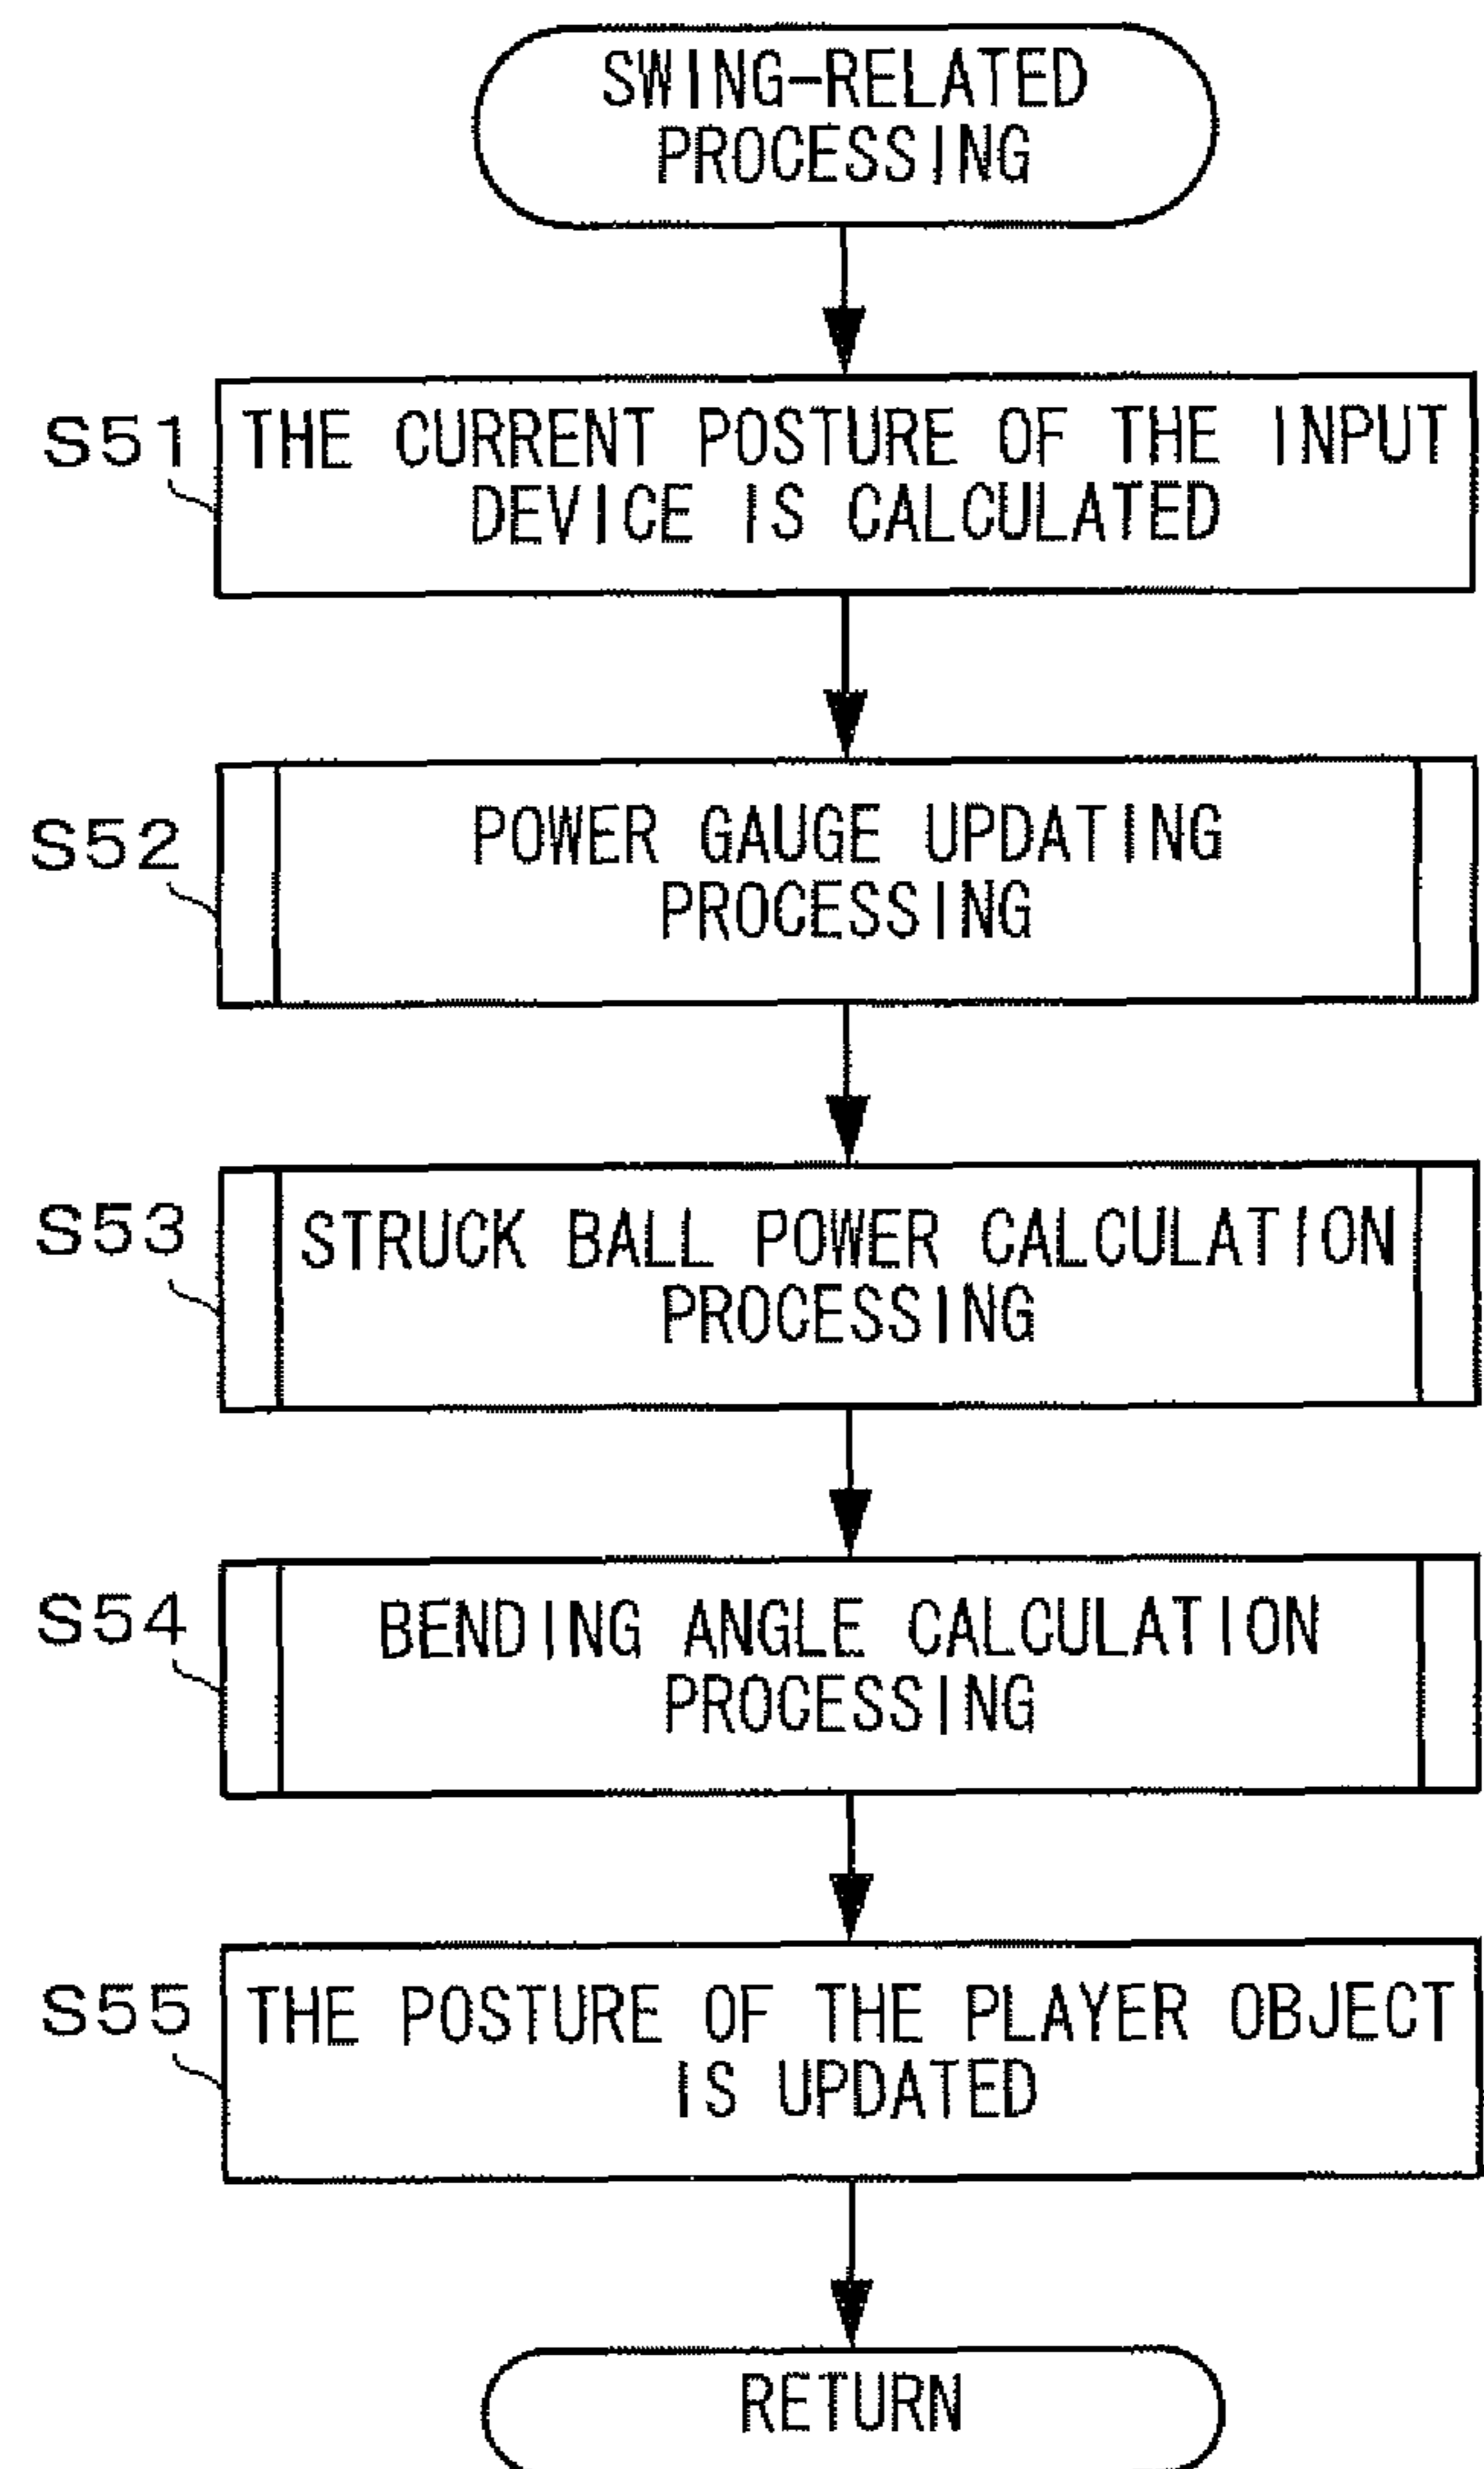 SWING-RELATED
PROCESSING
S51
THE CURRENT POSTURE OF THE INPUT
DEVICE IS CALCULATED
S52
POWER GAUGE UPDATING
PROCESSING
S53
STRUCK BALL POWER CALCULATION
PROCESSING
S54
BENDING ANGLE CALCULATION
PROCESSING
S55
THE POSTURE OF THE PLAYER OBJECT
IS UPDATED
RETURN